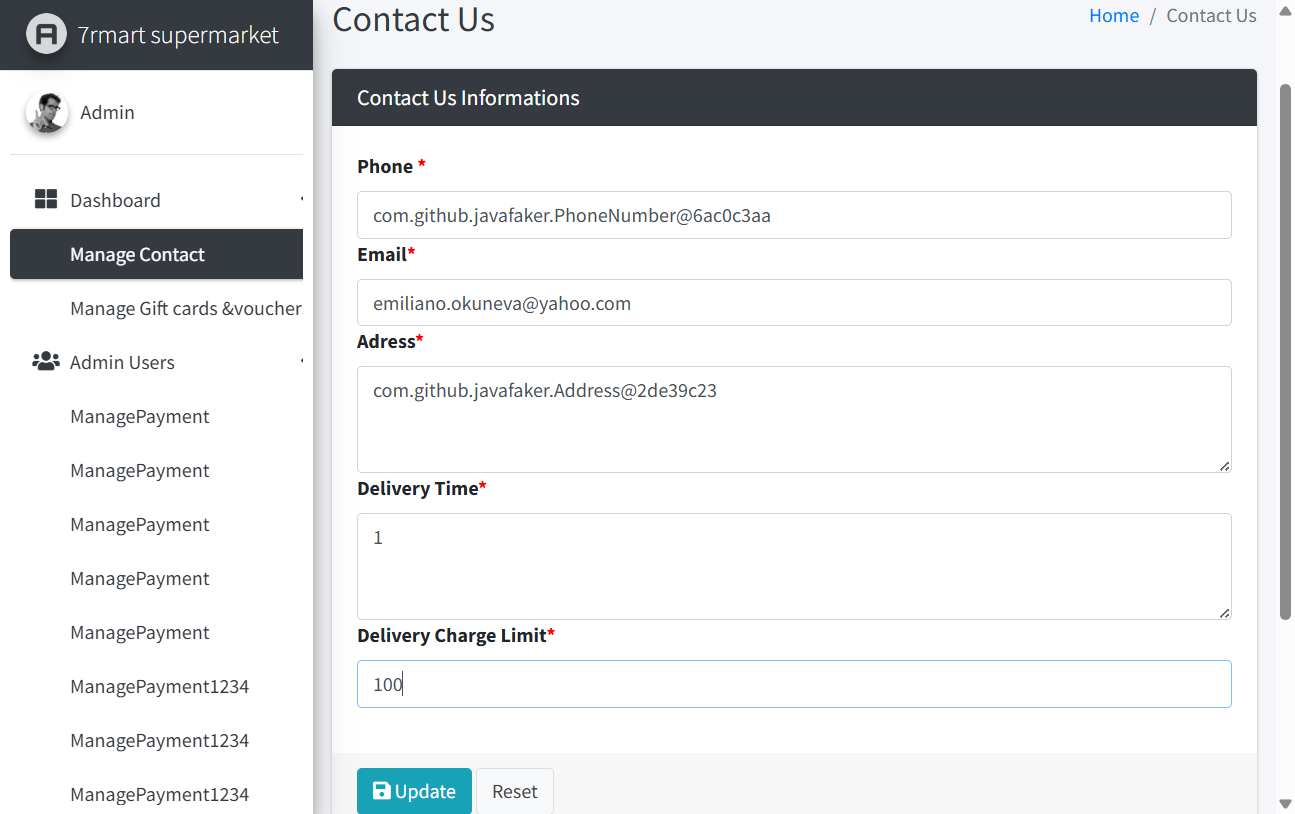 7rmart supermarket
Admin
Dashboard
Manage Contact
Manage Gift cards &voucher
Admin Users
ManagePayment
ManagePayment
ManagePayment
ManagePayment
ManagePayment
ManagePayment1234
ManagePayment1234
ManagePayment1234
Contact Us
Home / Contact Us
Contact Us Informations
Phone *
com.github.javafaker.PhoneNumber@6ac0c3aa
Email*
emiliano.okuneva@yahoo.com
Adress*
com.github.javafaker.Address@2de39c23
Delivery Time*
1
Delivery Charge Limit*
100
Update
Reset